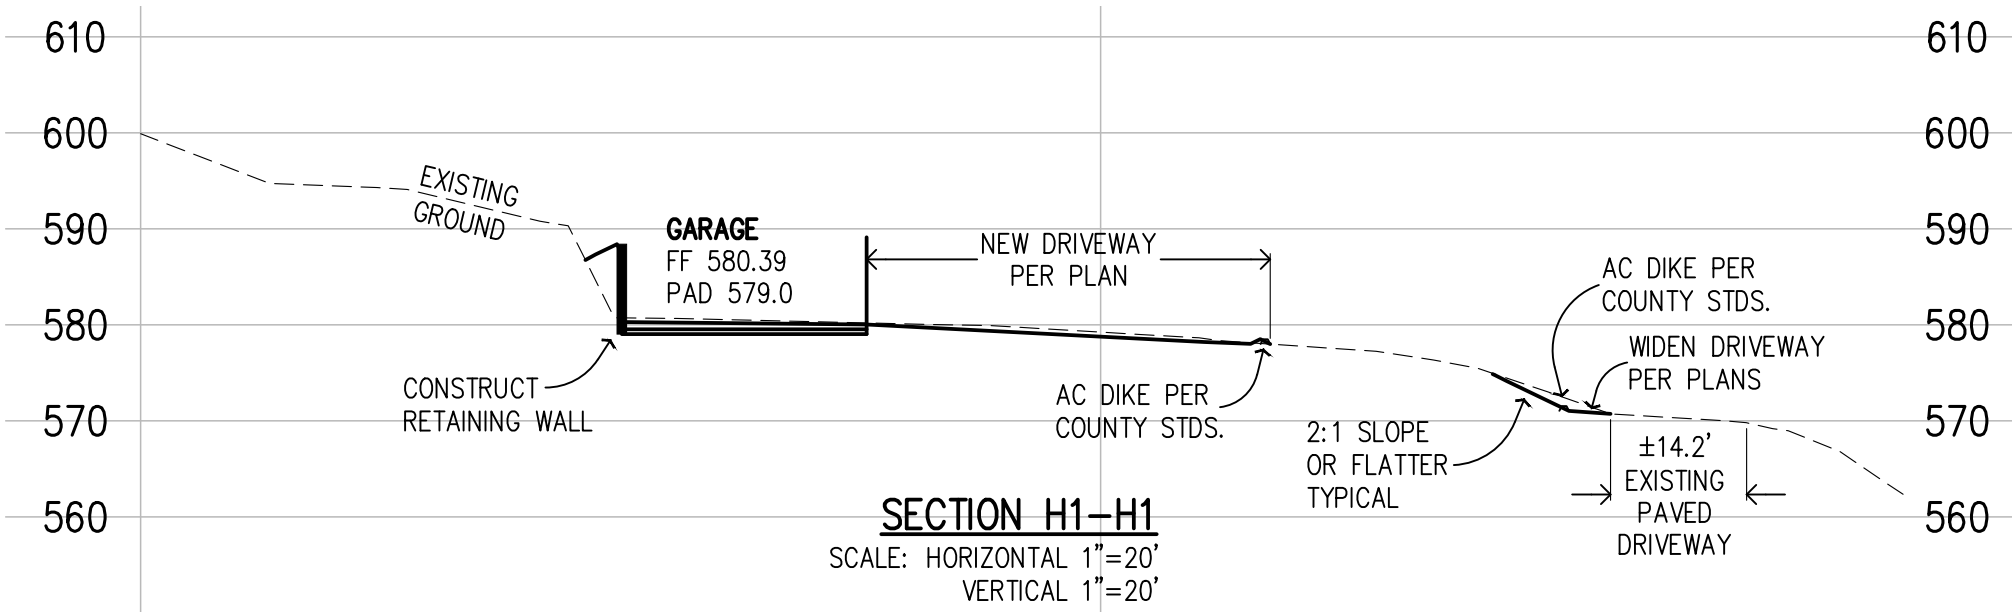 610
610
600
600
EXISTING
GROUND
590
590
GARAGE
FF 580.39
PAD 579.0
NEW DRIVEWAY
PER PLAN
AC DIKE PER
COUNTY STDS.
580
580
WIDEN DRIVEWAY
PER PLANS
CONSTRUCT
RETAINING WALL
AC DIKE PER
COUNTY STDS.
570
570
2:1 SLOPE
OR FLATTER
TYPICAL
±14.2'
EXISTING
PAVED
DRIVEWAY
560
560
SECTION H1-H1
SCALE: HORIZONTAL 1"=20'
VERTICAL 1"=20'